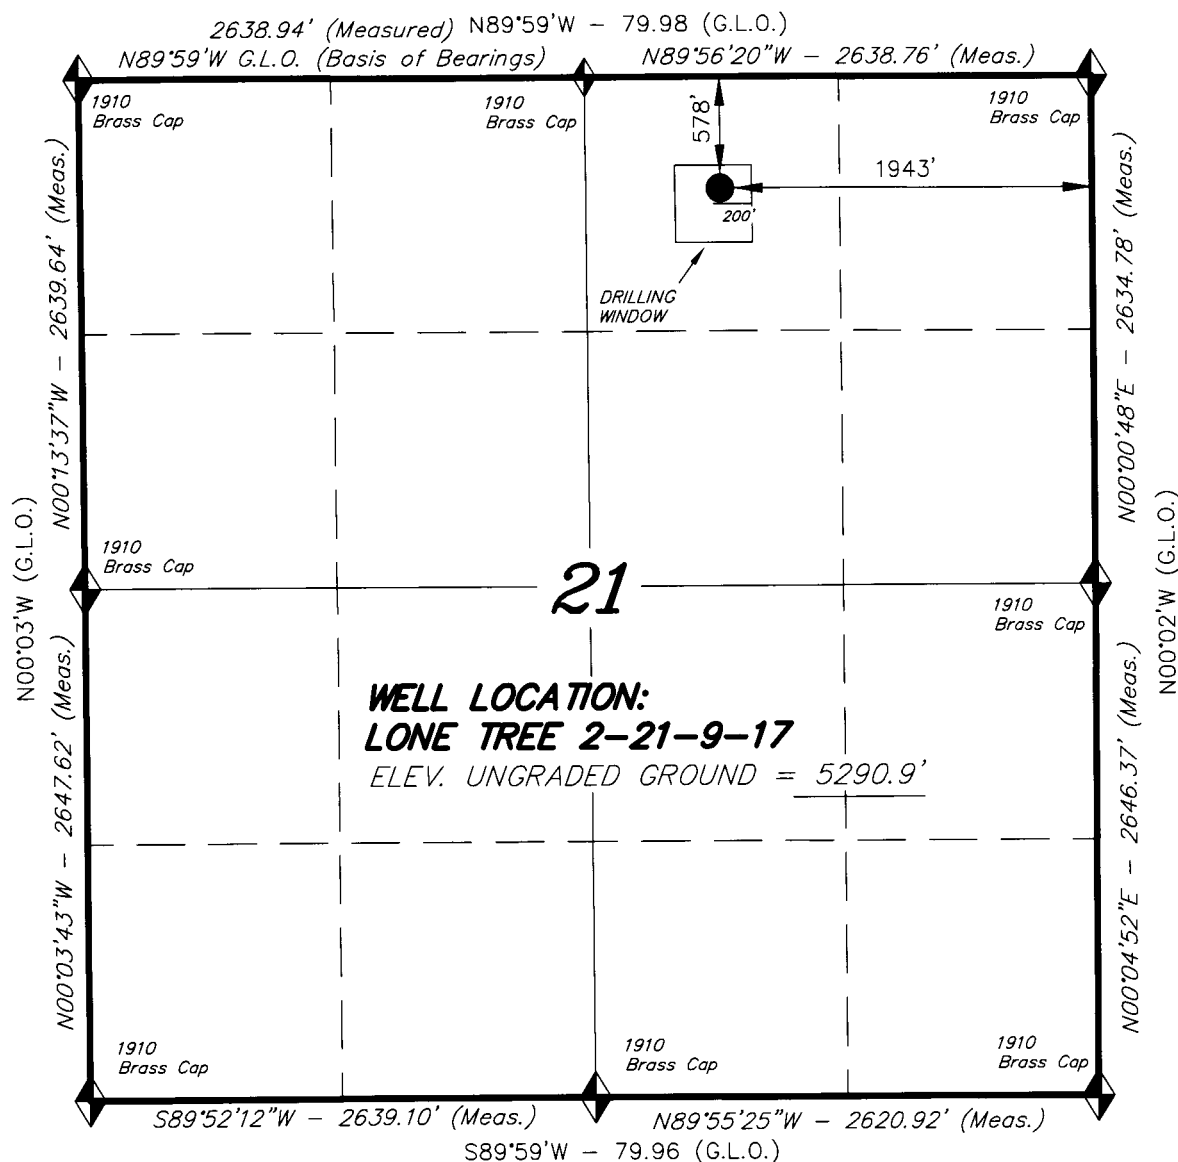 2638.94' (Measured) N89°59'W – 79.98 (G.L.O.)
N89°59'W G.L.O. (Basis of Bearings)
N89°56'20"W – 2638.76' (Meas.)
1910
Brass Cap
1910
Brass Cap
1910
Brass Cap
578'
1943'
200'
DRILLING
WINDOW
N00°13'37"W – 2639.64' (Meas.)
N00°00'48"E – 2634.78' (Meas.)
N00°03'W (G.L.O.)
N00°02'W (G.L.O.)
1910
Brass Cap
21
1910
Brass Cap
WELL LOCATION:
LONE TREE 2–21–9–17
ELEV. UNGRADED GROUND = 5290.9'
N00°03'43"W – 2647.62' (Meas.)
N00°04'52"E – 2646.37' (Meas.)
1910
Brass Cap
1910
Brass Cap
1910
Brass Cap
S89°52'12"W – 2639.10' (Meas.)
N89°55'25"W – 2620.92' (Meas.)
S89°59'W – 79.96 (G.L.O.)